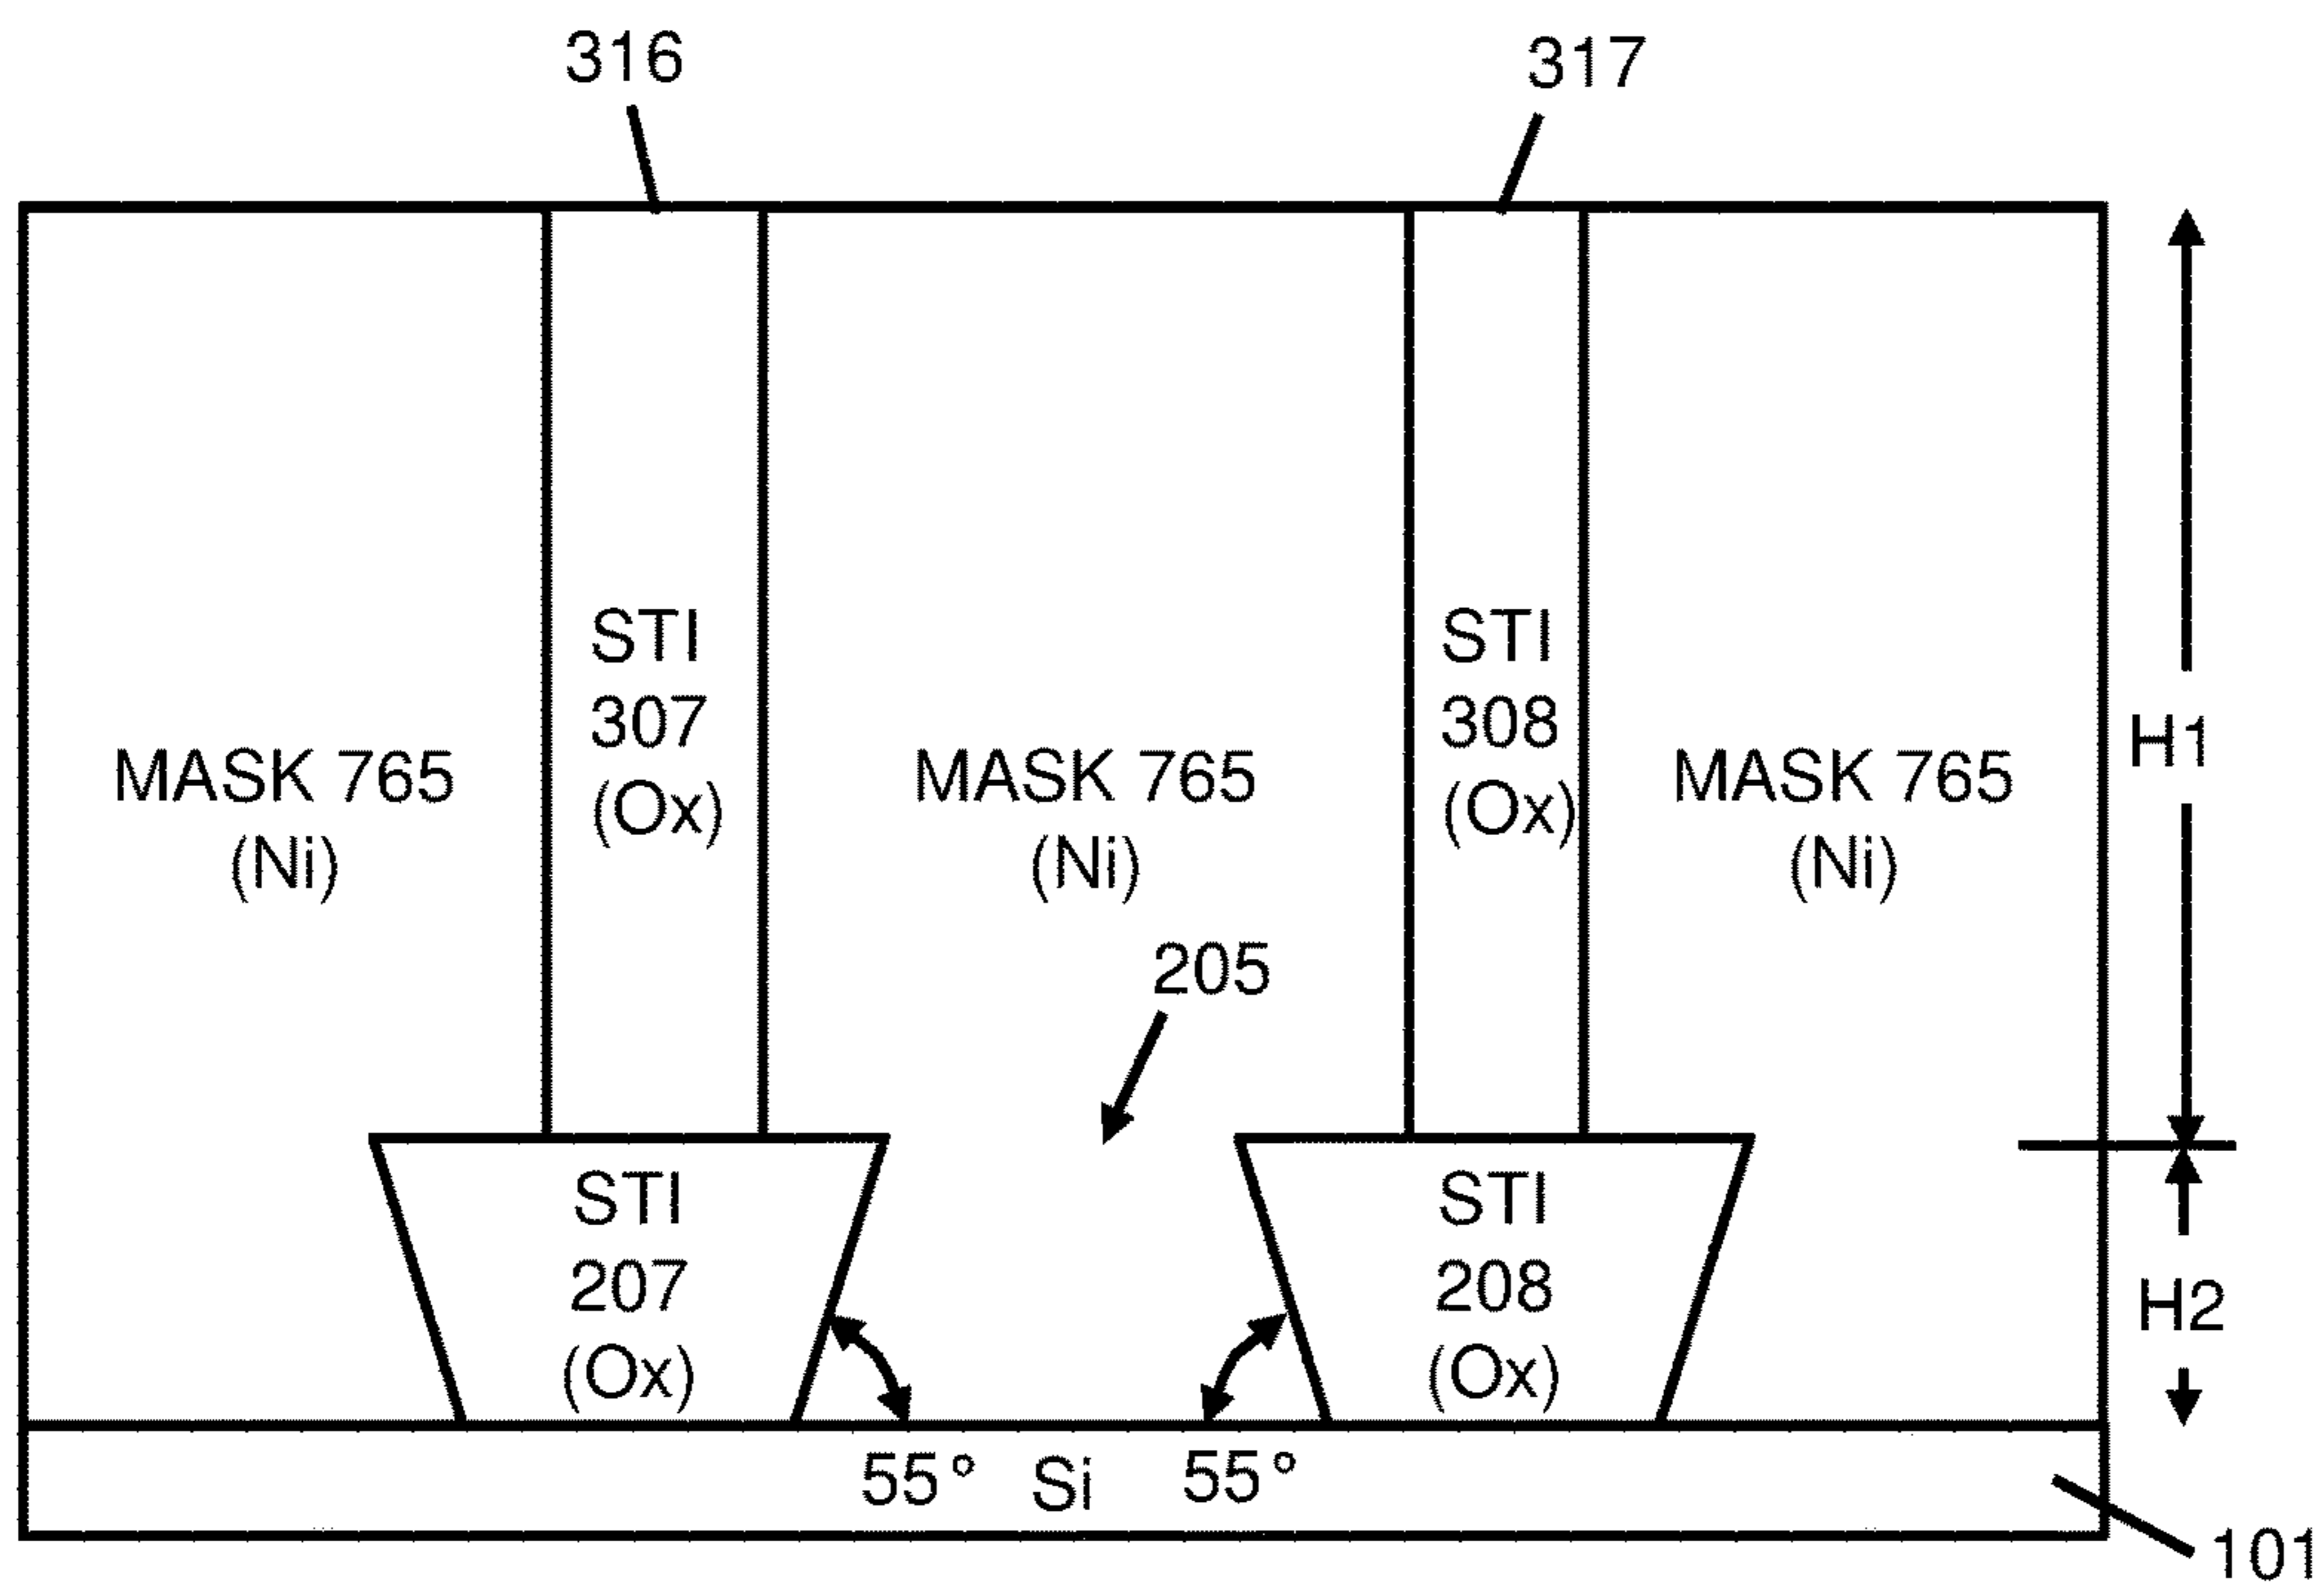 316
317
STI
307
(Ox)
STI
308
(Ox)
MASK 765
(Ni)
MASK 765
(Ni)
MASK 765
(Ni)
H1
205
STI
207
(Ox)
STI
208
(Ox)
H2
55° Si 55°
101